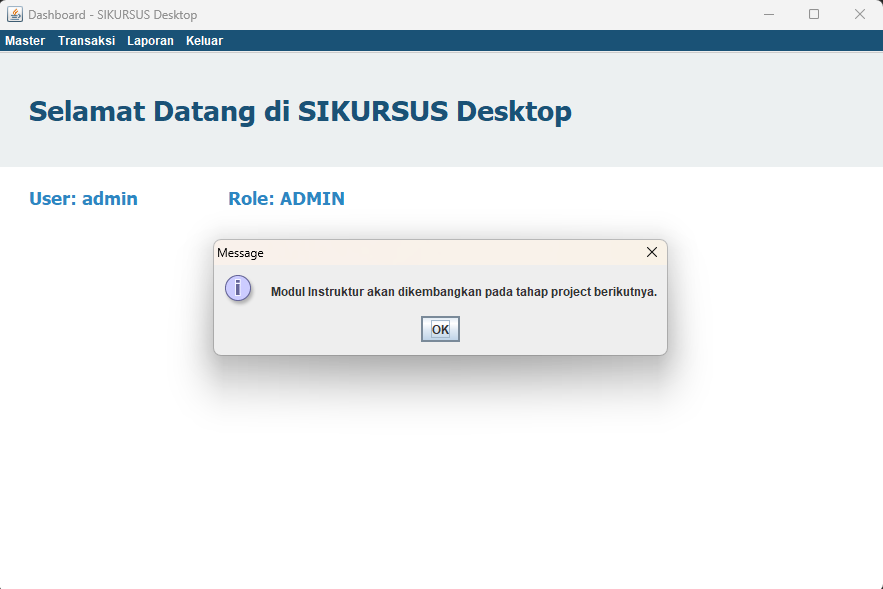 Dashboard - SIKURSUS Desktop
Master Transaksi Laporan Keluar
Selamat Datang di SIKURSUS Desktop
User: admin Role: ADMIN
Message
Modul Instruktur akan dikembangkan pada tahap project berikutnya.
OK